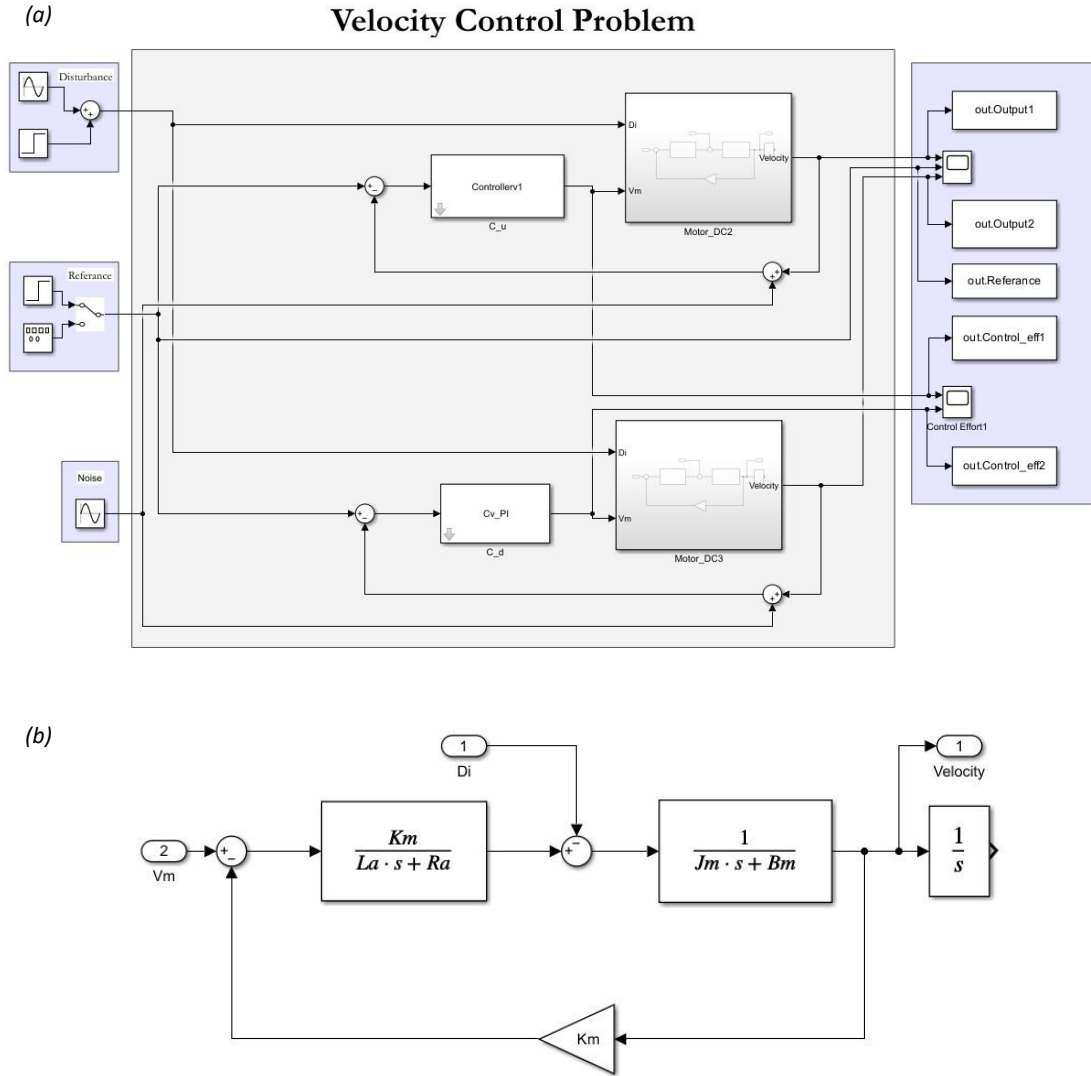 (a)
Velocity Control Problem
Disturbance
Di
Vm
Velocity
Motor_DC2
Controllerv1
C_u
out.Output1
out.Output2
Referance
out.Referance
out.Control_eff1
Control Effort1
out.Control_eff2
Di
Vm
Velocity
Motor_DC3
Noise
Cv_PI
C_d
(b)
1
Di
1
Velocity
2
Vm
Km
La · s + Ra
1
Jm · s + Bm
1
s
Km